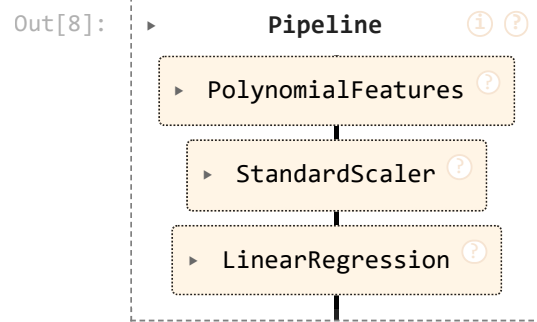 Out[8]: ▸ Pipeline i ?
▸ PolynomialFeatures ?
▸ StandardScaler ?
▸ LinearRegression ?